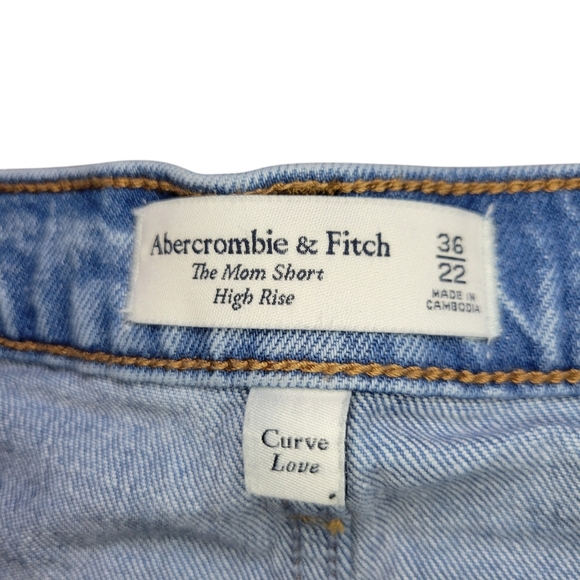 Abercrombie & Fitch
The Mom Short
High Rise
36
22
MADE IN
CAMBODIA
Curve
Love